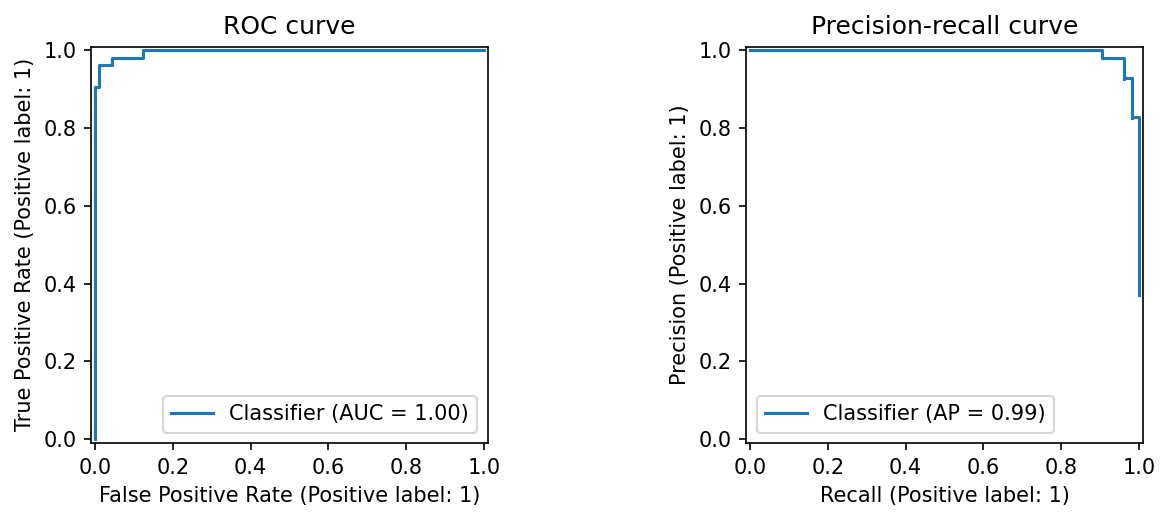 ROC curve
1.0
0.8
0.6
0.4
0.2
0.0
True Positive Rate (Positive label: 1)
Classifier (AUC = 1.00)
0.0 0.2 0.4 0.6 0.8 1.0
False Positive Rate (Positive label: 1)
Precision-recall curve
1.0
0.8
0.6
0.4
0.2
0.0
Precision (Positive label: 1)
Classifier (AP = 0.99)
0.0 0.2 0.4 0.6 0.8 1.0
Recall (Positive label: 1)